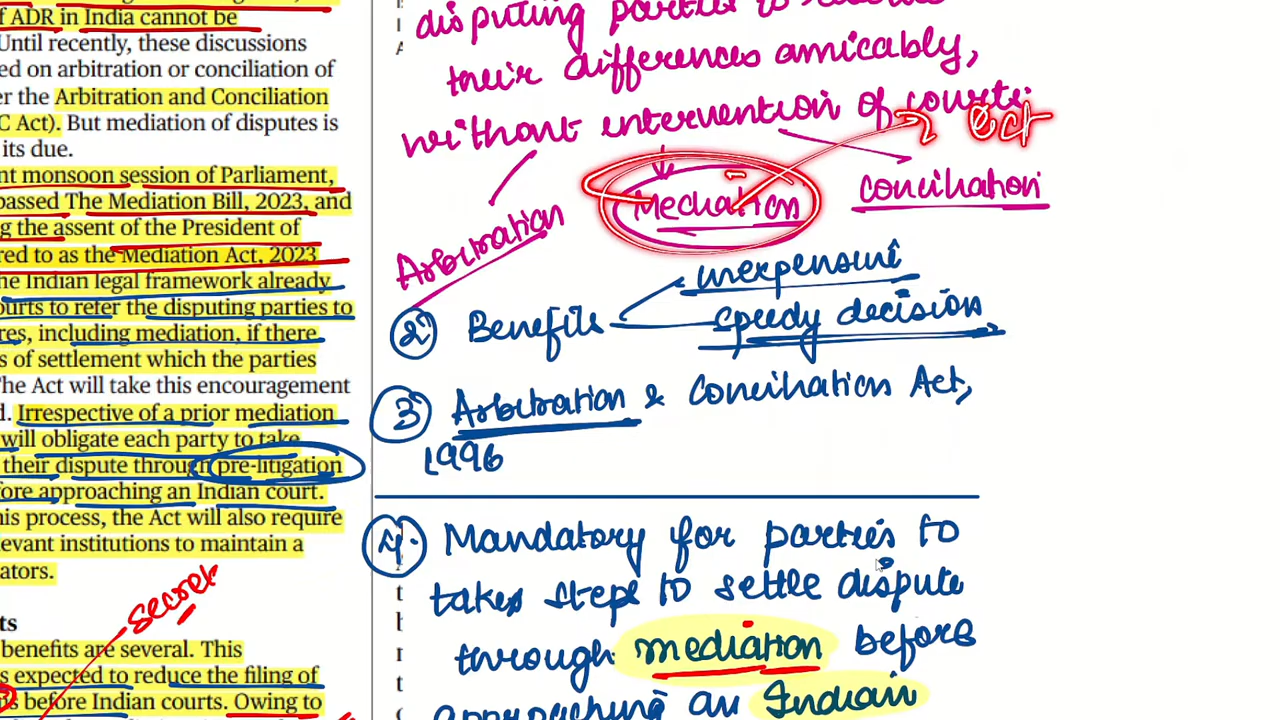 of ADR in India cannot be
Until recently, these discussions
ed on arbitration or conciliation of
er the Arbitration and Conciliation
C Act). But mediation of disputes is
its due.
nt monsoon session of Parliament,
passed The Mediation Bill, 2023, and
g the assent of the President of
red to as the Mediation Act, 2023
he Indian legal framework already
ourts to refer the disputing parties to
res, including mediation, if there
s of settlement which the parties
The Act will take this encouragement
d. Irrespective of a prior mediation
will obligate each party to take
their dispute through pre-litigation
fore approaching an Indian court.
his process, the Act will also require
levant institutions to maintain a
ators.
secret
ts
benefits are several. This
s expected to reduce the filing of
ns before Indian courts. Owing to
disputing parties to
their differences amicably,
without intervention of courts.
Act
Mediation
conciliation
Arbitration
2) Benefits
inexpensive
speedy decision
3) Arbitration & Conciliation Act,
1996
4. Mandatory for parties to
takes steps to settle dispute
through mediation before
approaching an Indian